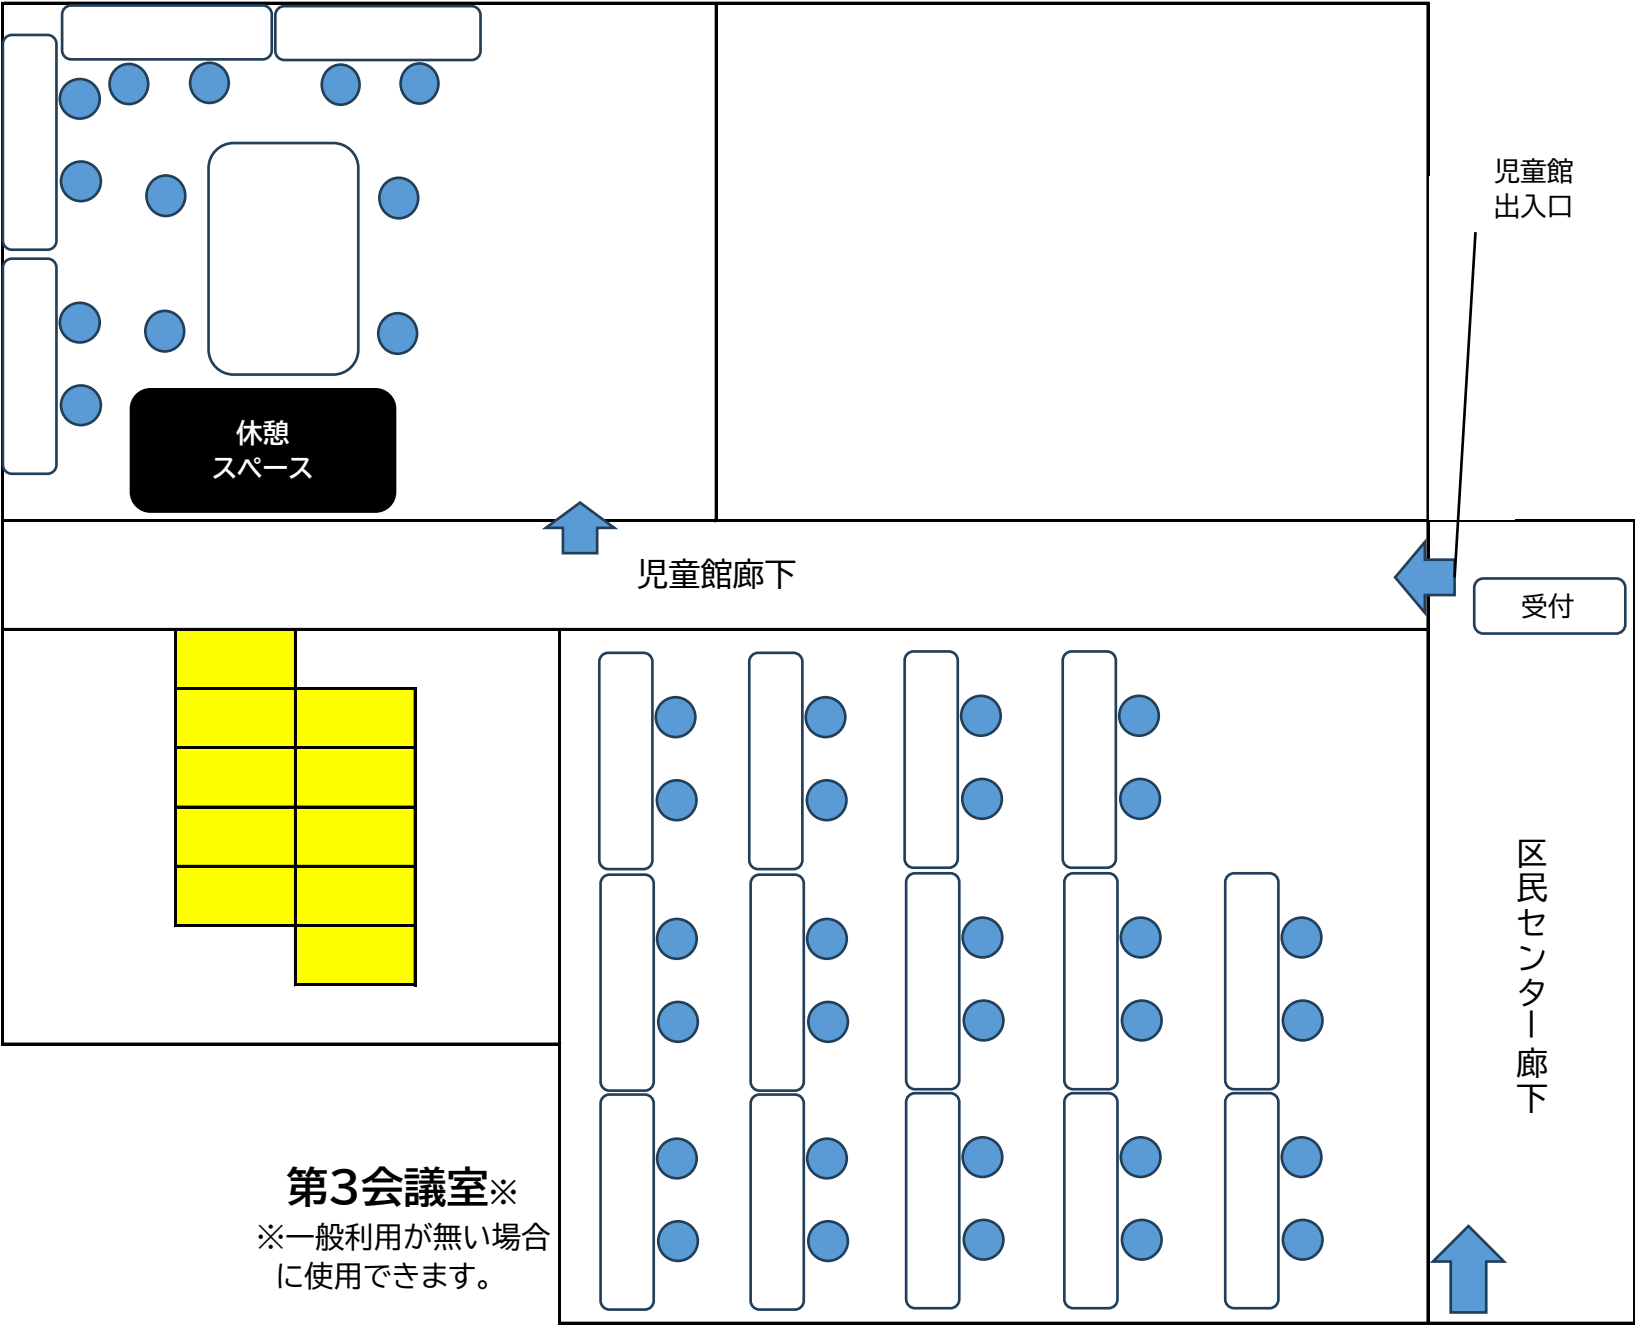 児童館
出入口
休憩
スペース
児童館廊下
受付
区民センター廊下
第３会議室※
※一般利用が無い場合
に使用できます。